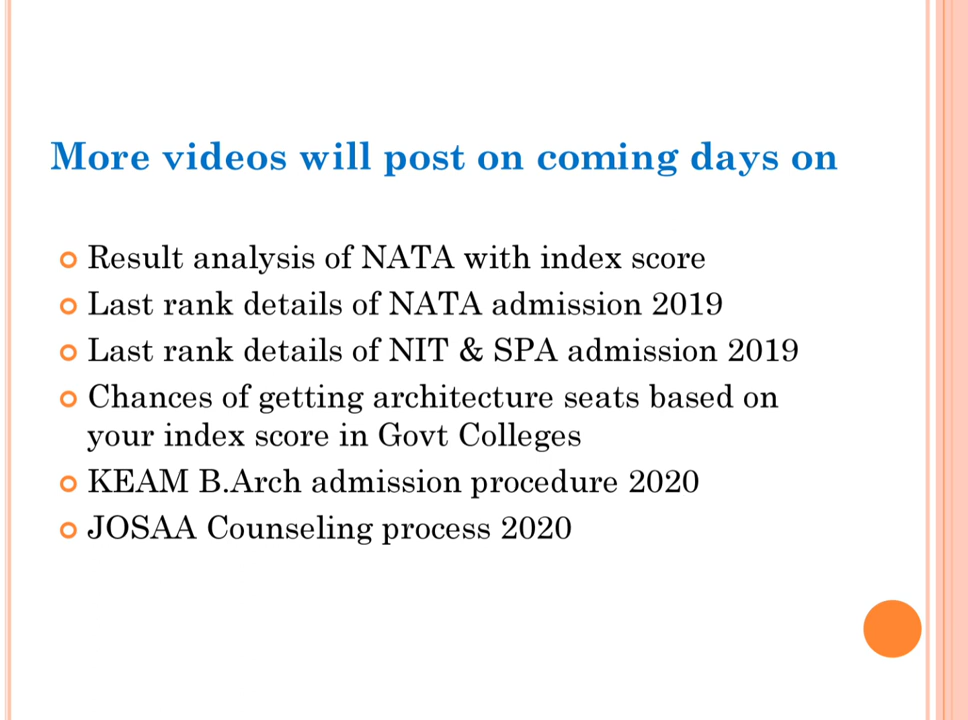 More videos will post on coming days on
Result analysis of NATA with index score
Last rank details of NATA admission 2019
Last rank details of NIT & SPA admission 2019
Chances of getting architecture seats based on
your index score in Govt Colleges
KEAM B.Arch admission procedure 2020
JOSAA Counseling process 2020